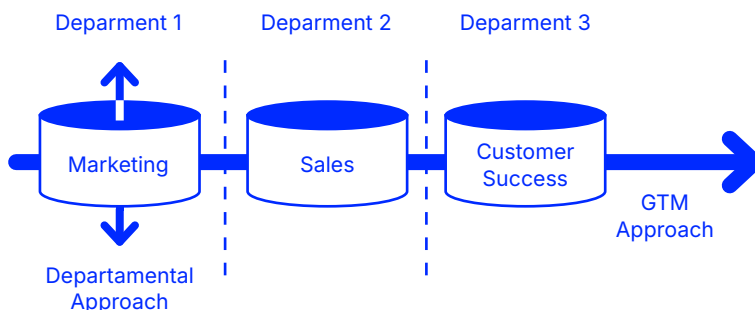 Deparment 1
Deparment 2
Deparment 3
Marketing
Sales
Customer
Success
GTM
Approach
Departamental
Approach